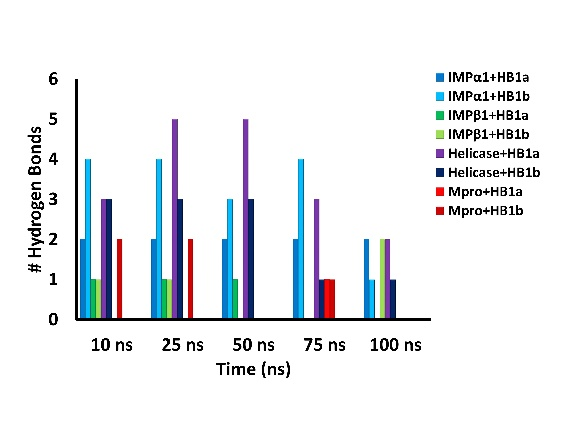 6
5
4
3
2
1
0
# Hydrogen Bonds
10 ns 25 ns 50 ns 75 ns 100 ns
Time (ns)
IMPα1+HB1a
IMPα1+HB1b
IMPβ1+HB1a
IMPβ1+HB1b
Helicase+HB1a
Helicase+HB1b
Mpro+HB1a
Mpro+HB1b